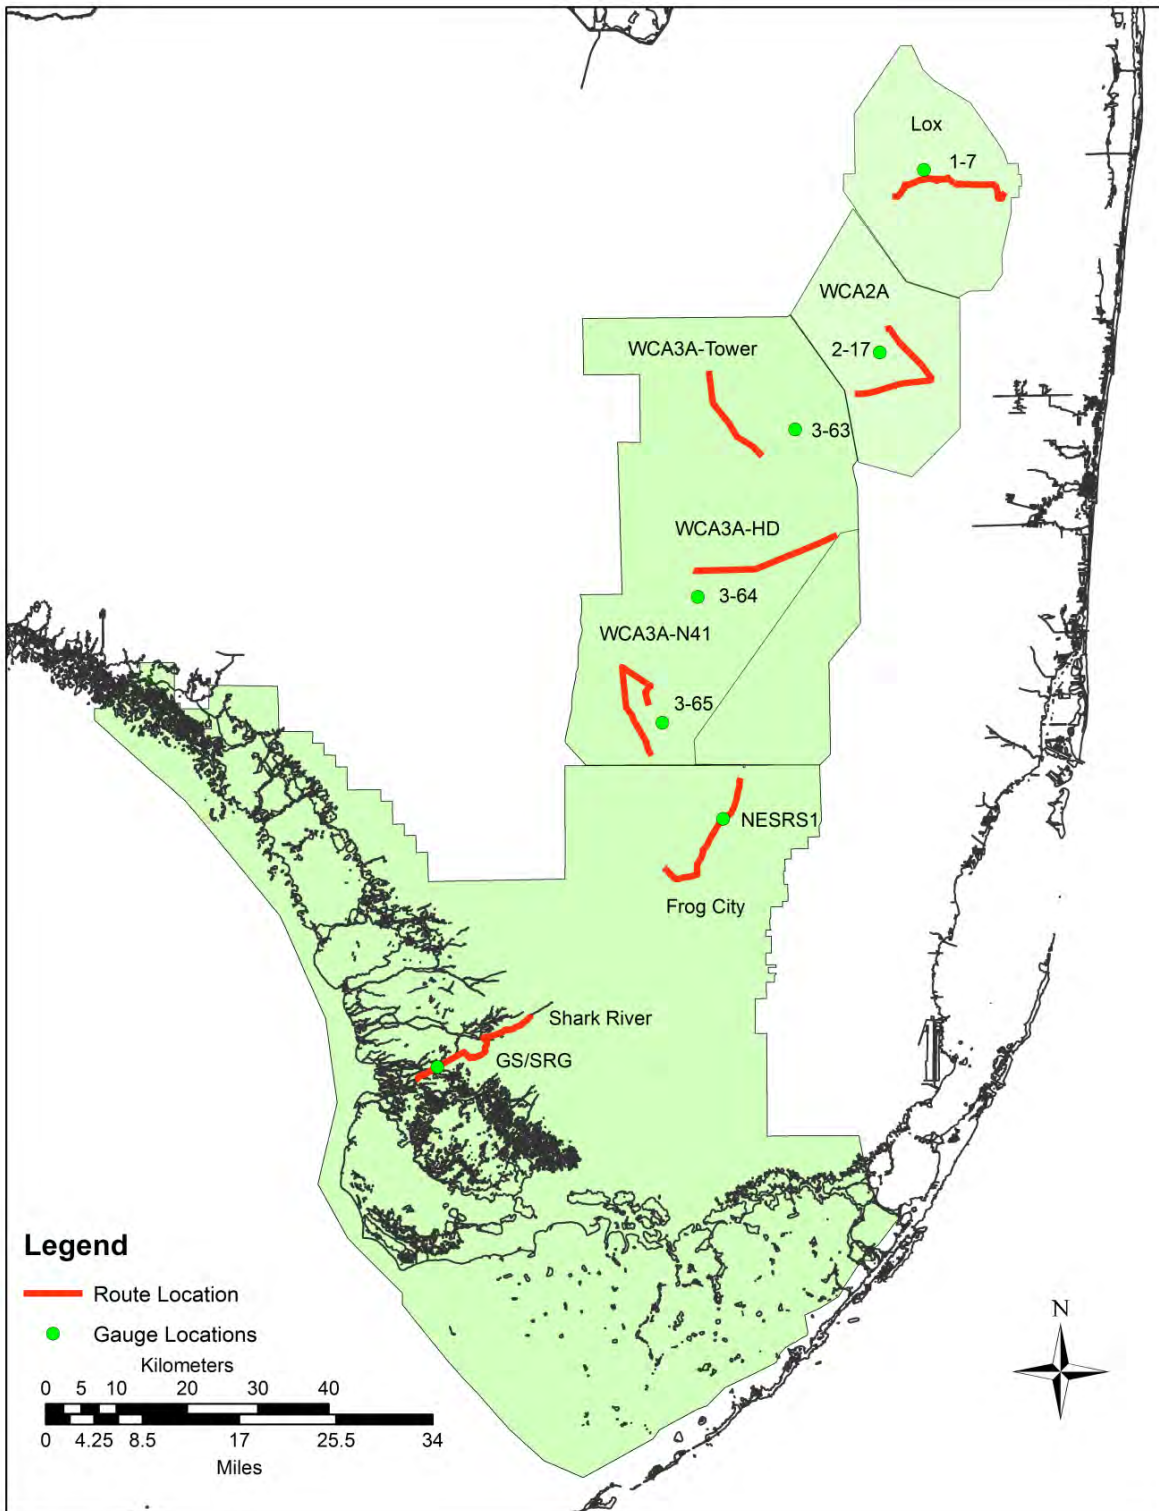 Lox
1-7
WCA2A
2-17
WCA3A-Tower
3-63
WCA3A-HD
3-64
WCA3A-N41
3-65
NESRS1
Frog City
Shark River
GS/SRG
Legend
Route Location
Gauge Locations
Kilometers
0 5 10 20 30 40
0 4.25 8.5 17 25.5 34
Miles
N